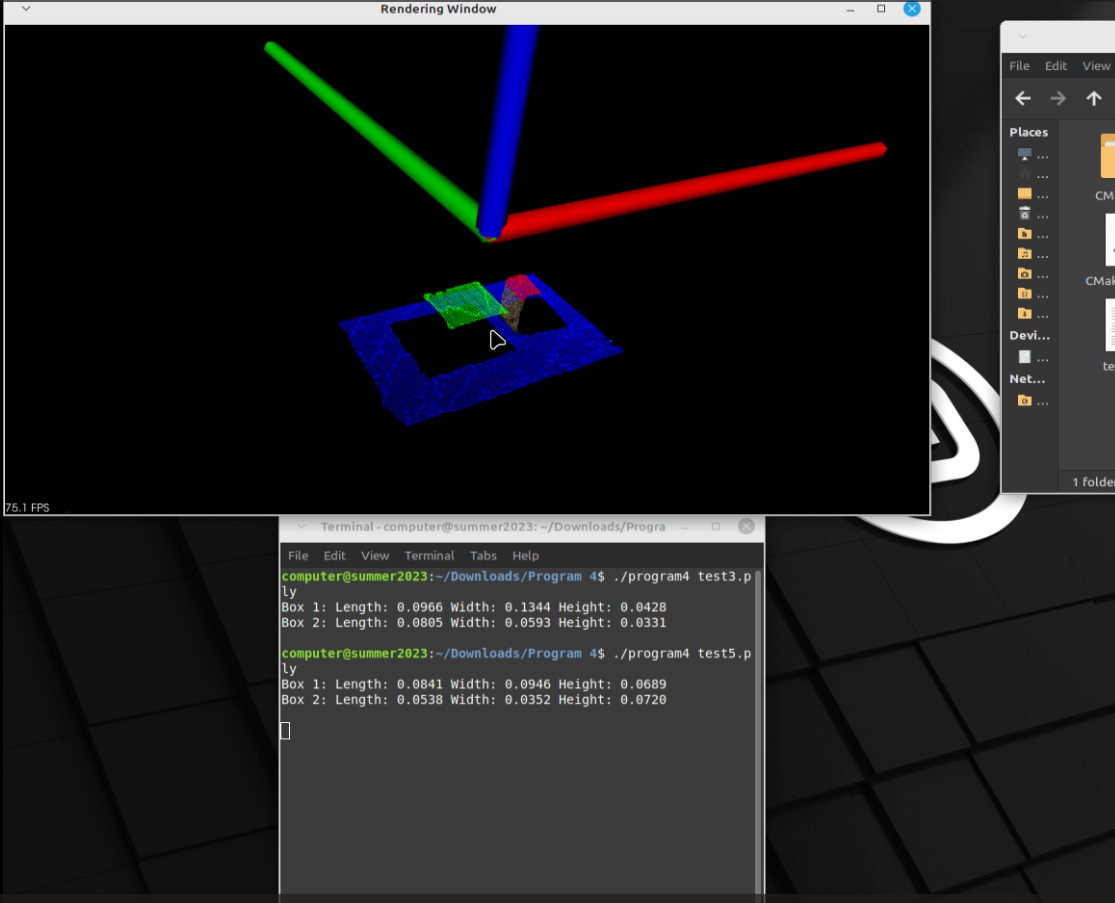 Rendering Window
File Edit View
Places
...
...
...
...
...
...
...
...
...
Devi...
...
Net...
...
CM
CMak
te
1 folde
75.1 FPS
Terminal - computer@summer2023: ~/Downloads/Progra
File Edit View Terminal Tabs Help
computer@summer2023:~/Downloads/Program 4$ ./program4 test3.p
ly
Box 1: Length: 0.0966 Width: 0.1344 Height: 0.0428
Box 2: Length: 0.0805 Width: 0.0593 Height: 0.0331
computer@summer2023:~/Downloads/Program 4$ ./program4 test5.p
ly
Box 1: Length: 0.0841 Width: 0.0946 Height: 0.0689
Box 2: Length: 0.0538 Width: 0.0352 Height: 0.0720